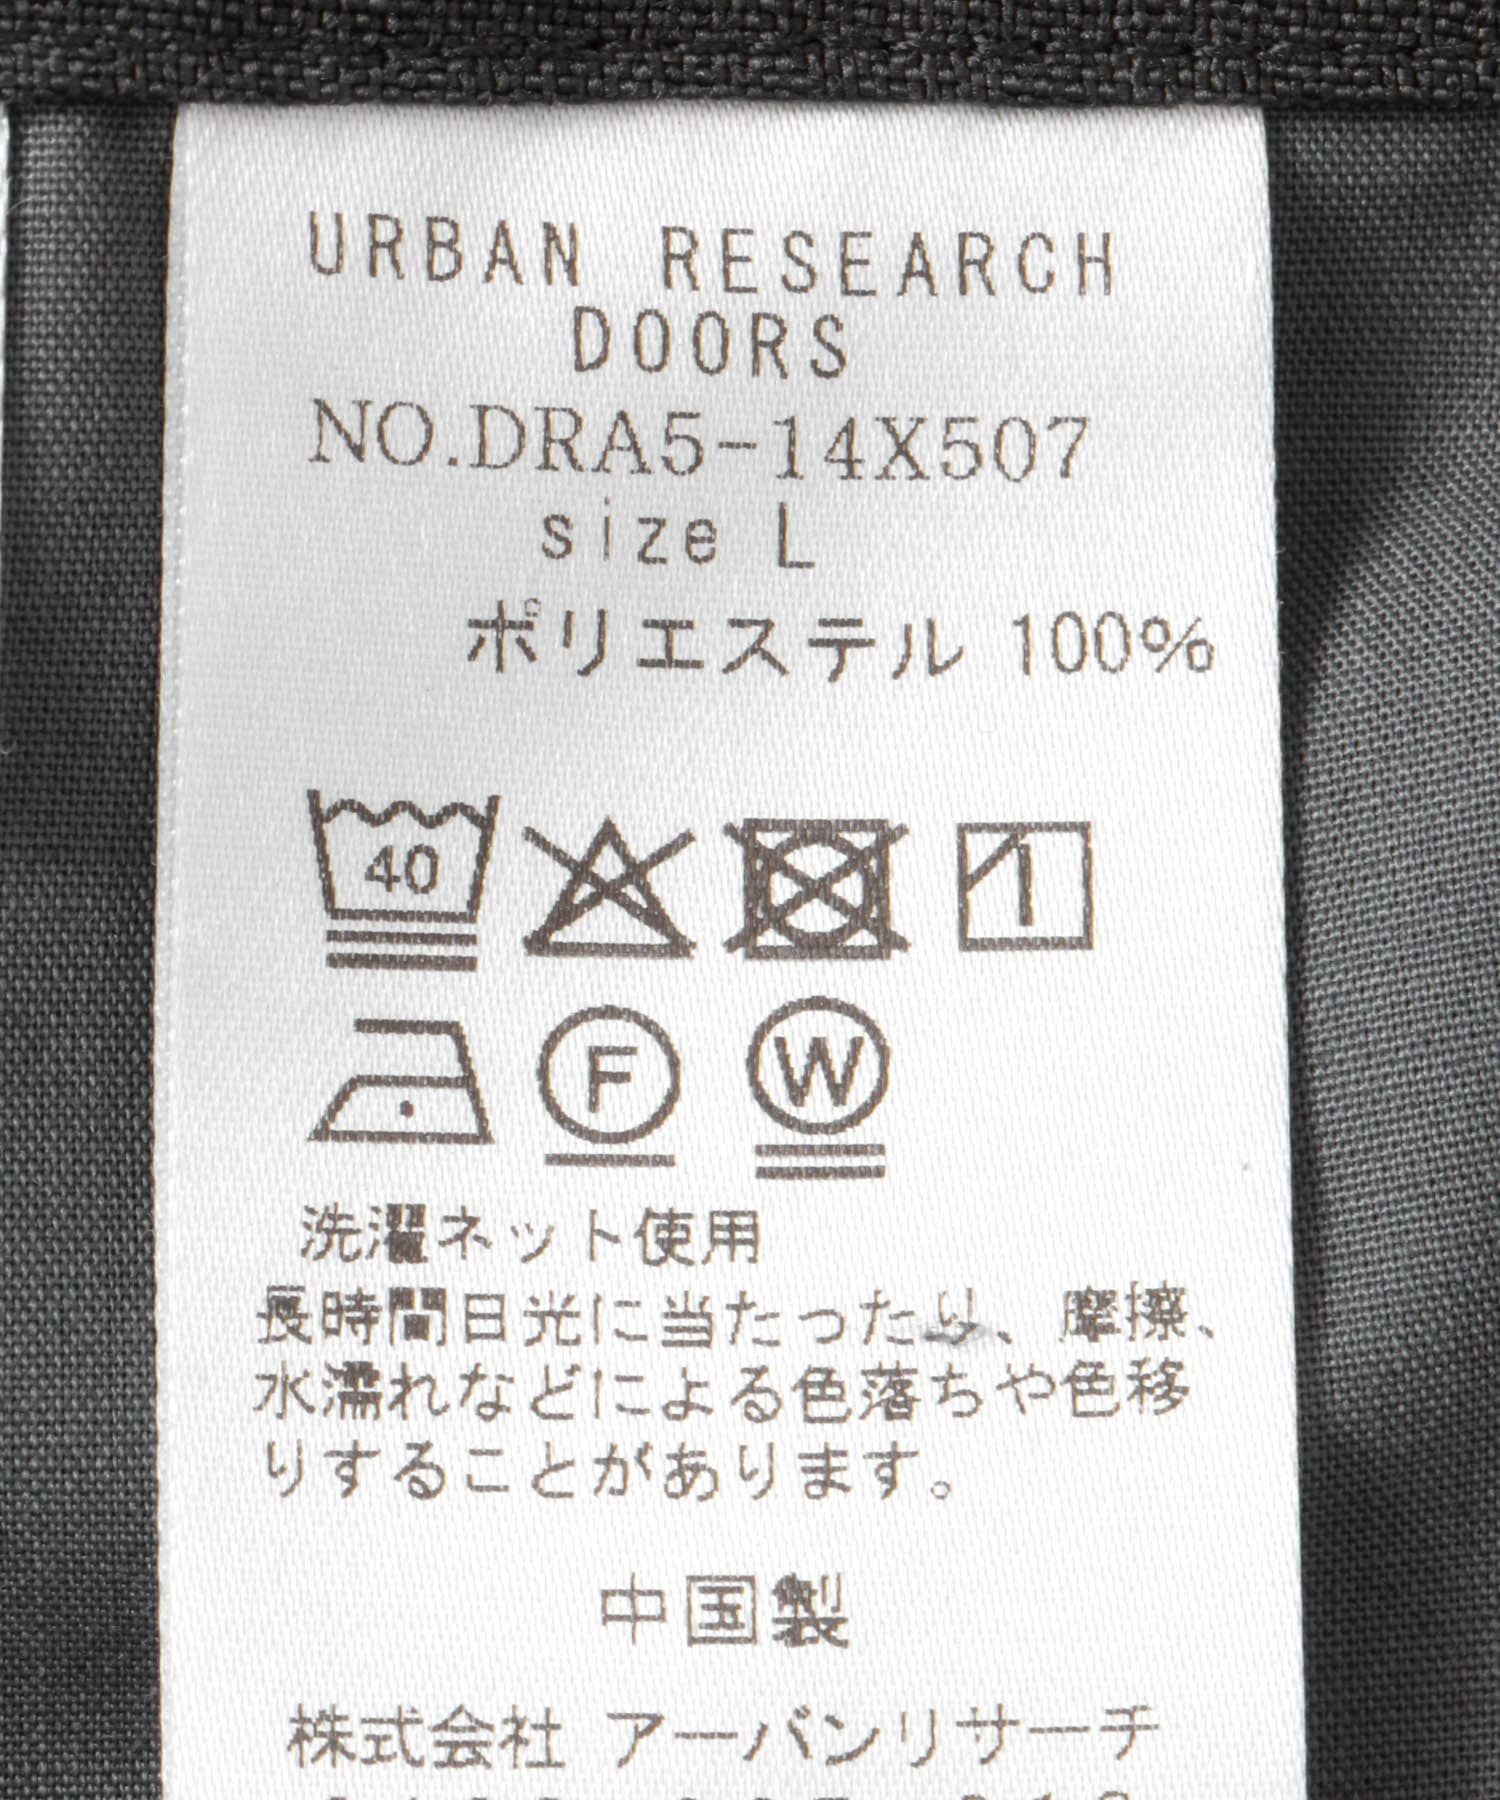 URBAN RESEARCH
DOORS
NO.DRA5-14X507
size L
ポリエステル 100%
40
F W
洗濯ネット使用
長時間日光に当たったり、摩擦、
水濡れなどによる色落ちや色移
りすることがあります。
中国製
株式会社 アーバンリサーチ